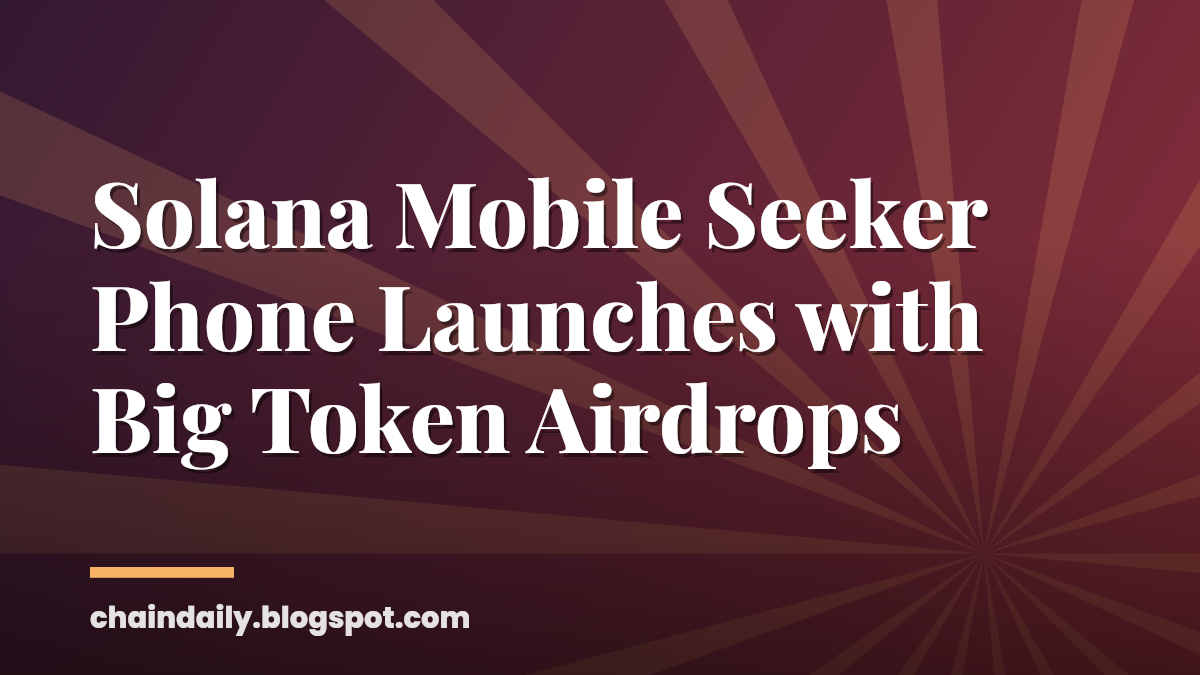 Solana Mobile Seeker
Phone Launches with
Big Token Airdrops
chaindaily.blogspot.com